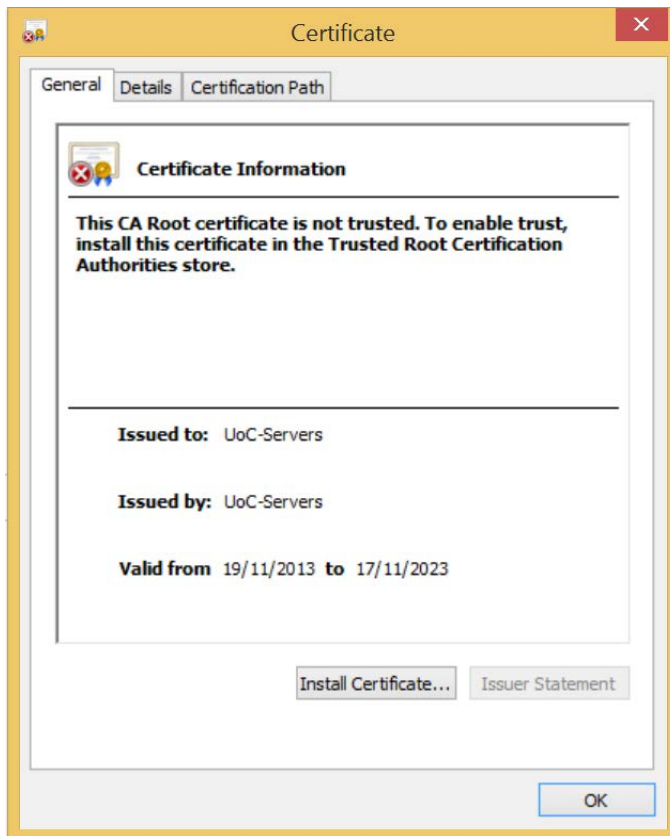 Certificate
General Details Certification Path
Certificate Information
This CA Root certificate is not trusted. To enable trust,
install this certificate in the Trusted Root Certification
Authorities store.
Issued to: UoC-Servers
Issued by: UoC-Servers
Valid from 19/11/2013 to 17/11/2023
Install Certificate... Issuer Statement
OK